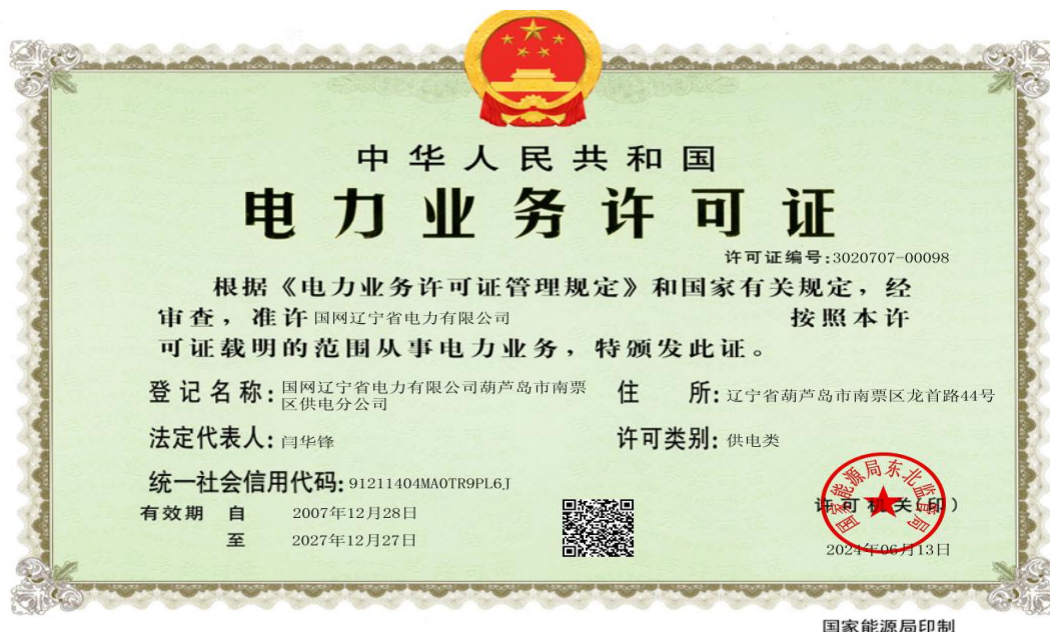 中华人民共和国
电力业务许可证
许可证编号:3020707-00098
根据《电力业务许可证管理规定》和国家有关规定，经
审查，准许 国网辽宁省电力有限公司 按照本许
可证载明的范围从事电力业务，特颁发此证。
登记名称: 国网辽宁省电力有限公司葫芦岛市南票
区供电分公司
住 所: 辽宁省葫芦岛市南票区龙首路44号
法定代表人: 闫华锋
许可类别: 供电类
统一社会信用代码: 91211404MA0TR9PL6J
有效期 自 2007年12月28日
至 2027年12月27日
国家能源局东北监管局
许可机关(印)
2024年06月13日
国家能源局印制